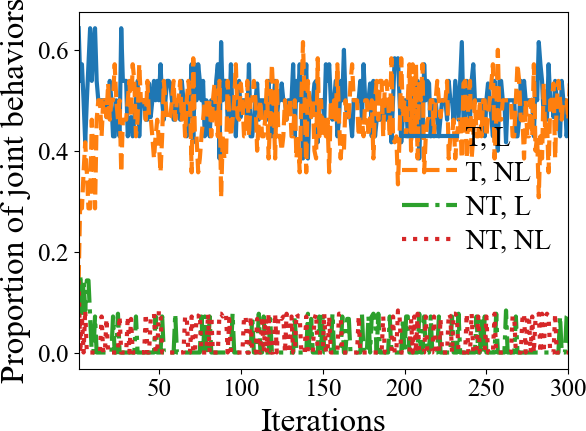 Proportion of joint behaviors
0.6
0.4
0.2
0.0
T, L
T, NL
NT, L
NT, NL
50
100
150
200
250
300
Iterations